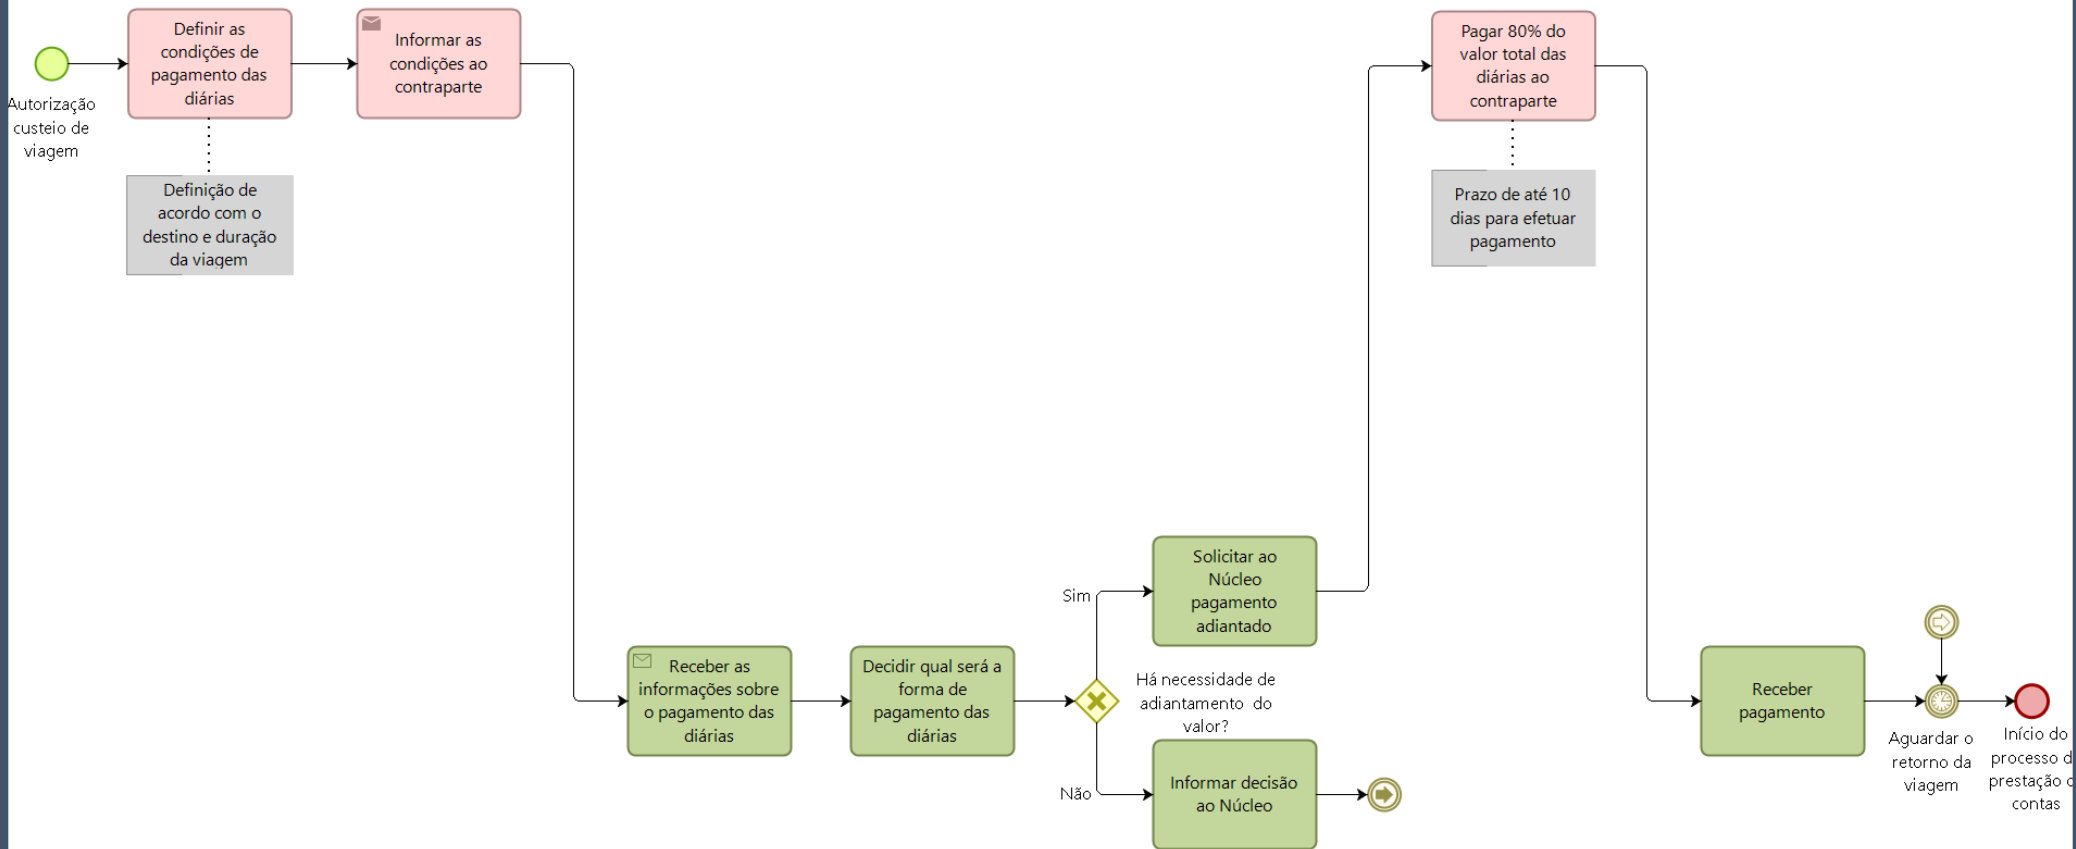 Definir as
condições de
pagamento das
diárias
Informar as
condições ao
contraparte
Pagar 80% do
valor total das
diárias ao
contraparte
Autorização
custeio de
viagem
Definição de
acordo com o
destino e duração
da viagem
Prazo de até 10
dias para efetuar
pagamento
Receber as
informações sobre
o pagamento das
diárias
Decidir qual será a
forma de
pagamento das
diárias
Há necessidade de
adiantamento do
valor?
Sim
Solicitar ao
Núcleo
pagamento
adiantado
Não
Informar decisão
ao Núcleo
Receber
pagamento
Aguardar o
retorno da
viagem
Início do
processo d
prestação
contas